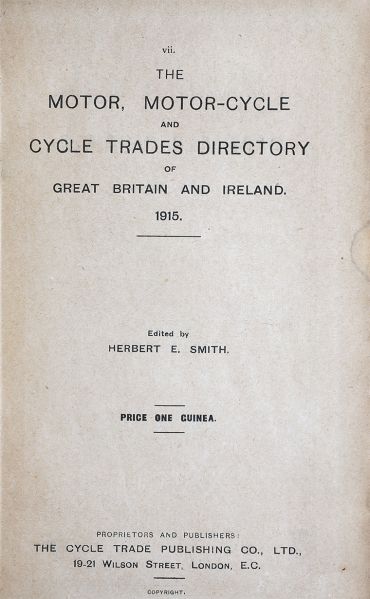 vii.
THE
MOTOR, MOTOR-CYCLE
AND
CYCLE TRADES DIRECTORY
OF
GREAT BRITAIN AND IRELAND.
1915.
Edited by
HERBERT E. SMITH.
PRICE ONE GUINEA.
PROPRIETORS AND PUBLISHERS:
THE CYCLE TRADE PUBLISHING CO., LTD.,
19-21 WILSON STREET, LONDON, E.C.
COPYRIGHT.